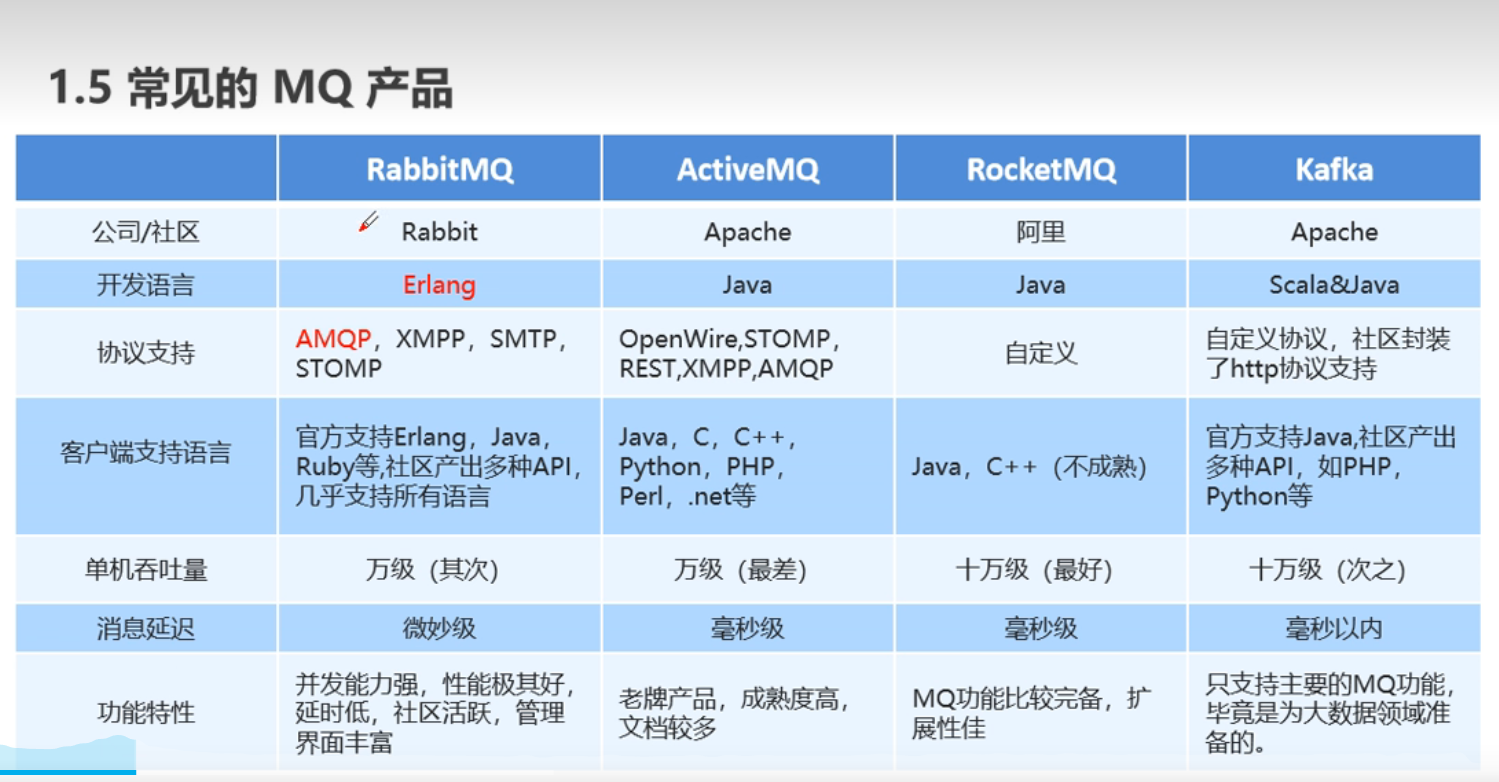 1.5 常见的 MQ 产品
RabbitMQ
ActiveMQ
RocketMQ
Kafka
公司/社区
Rabbit
Apache
阿里
Apache
开发语言
Erlang
Java
Java
Scala&Java
协议支持
AMQP，XMPP，SMTP，
STOMP
OpenWire,STOMP，
REST,XMPP,AMQP
自定义
自定义协议，社区封装
了http协议支持
客户端支持语言
官方支持Erlang，Java，
Ruby等,社区产出多种API，
几乎支持所有语言
Java，C，C++，
Python，PHP，
Perl，.net等
Java，C++（不成熟）
官方支持Java,社区产出
多种API，如PHP，
Python等
单机吞吐量
万级（其次）
万级（最差）
十万级（最好）
十万级（次之）
消息延迟
微妙级
毫秒级
毫秒级
毫秒以内
功能特性
并发能力强，性能极其好，
延时低，社区活跃，管理
界面丰富
老牌产品，成熟度高，
文档较多
MQ功能比较完备，扩
展性佳
只支持主要的MQ功能，
毕竟是为大数据领域准
备的。